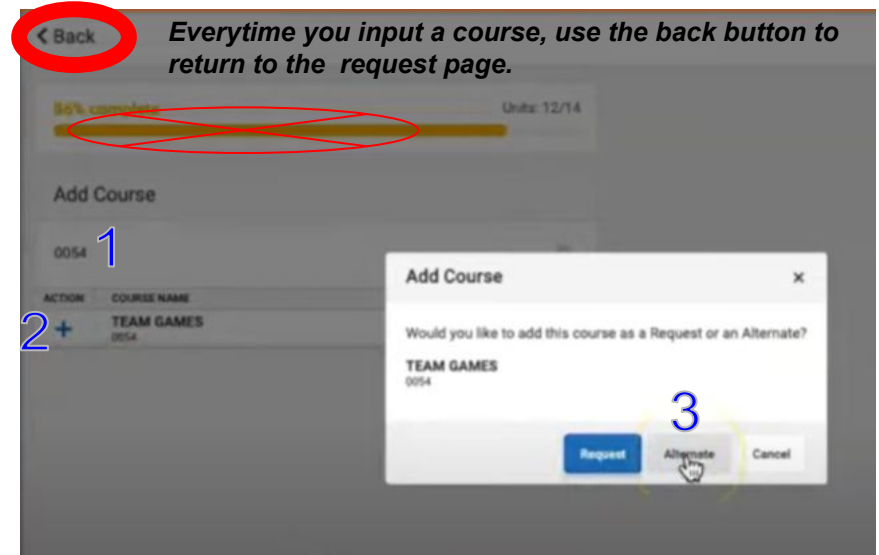 < Back
Everytime you input a course, use the back button to
return to the request page.
86% complete
Units: 12/14
Add Course
0054
1
ACTION COURSE NAME
2
+ TEAM GAMES
0054
Add Course ×
Would you like to add this course as a Request or an Alternate?
TEAM GAMES
0054
3
Request Alternate Cancel